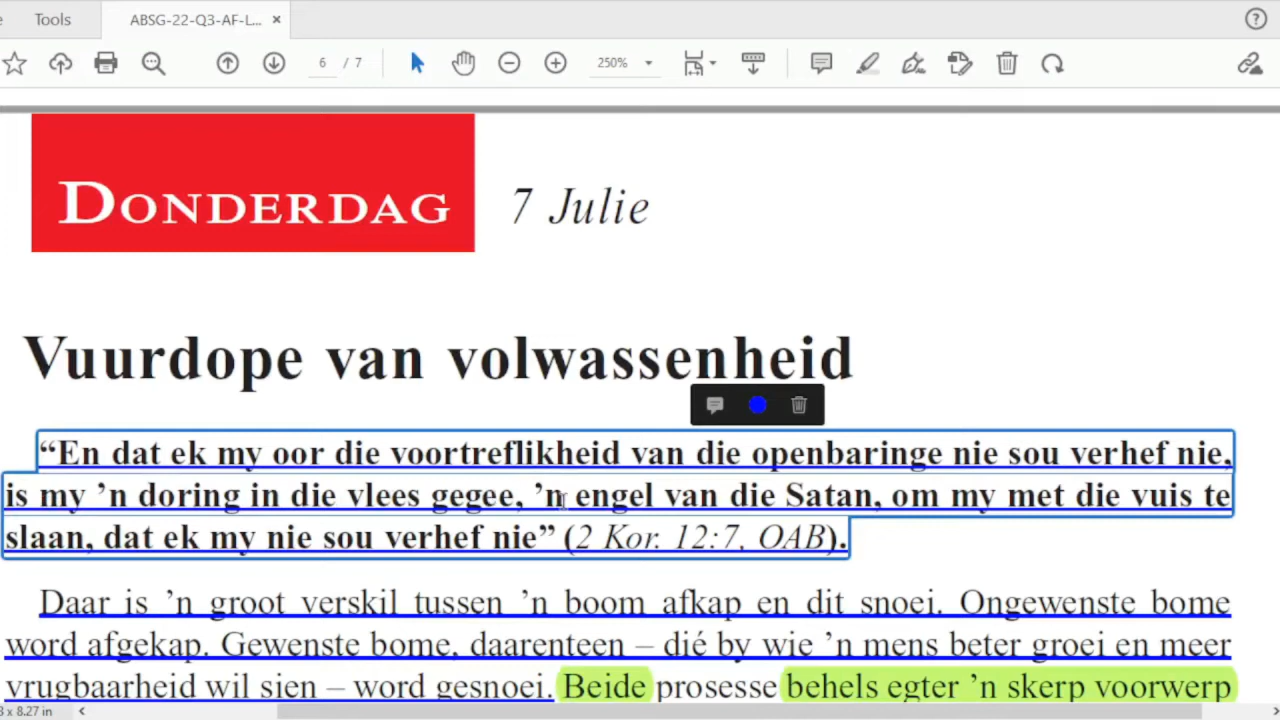 Tools
ABSG-22-Q3-AF-L... ×
6 / 7
250%
DONDERDAG
7 Julie
Vuurdope van volwassenheid
“En dat ek my oor die voortreflikheid van die openbaringe nie sou verhef nie,
is my ’n doring in die vlees gegee, ’n engel van die Satan, om my met die vuis te
slaan, dat ek my nie sou verhef nie” (2 Kor. 12:7, OAB).
Daar is ’n groot verskil tussen ’n boom afkap en dit snoei. Ongewenste bome
word afgekap. Gewenste bome, daarenteen – dié by wie ’n mens beter groei en meer
vrugbaarheid wil sien – word gesnoei. Beide prosesse behels egter ’n skerp voorwerp
x 8.27 in